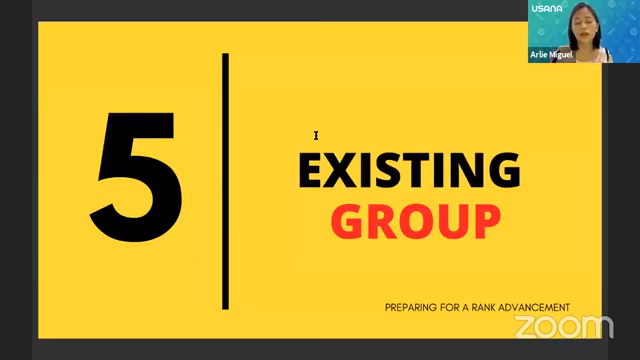 USANA
Arlie Miguel
5
EXISTING
GROUP
PREPARING FOR A RANK ADVANCEMENT
zoom